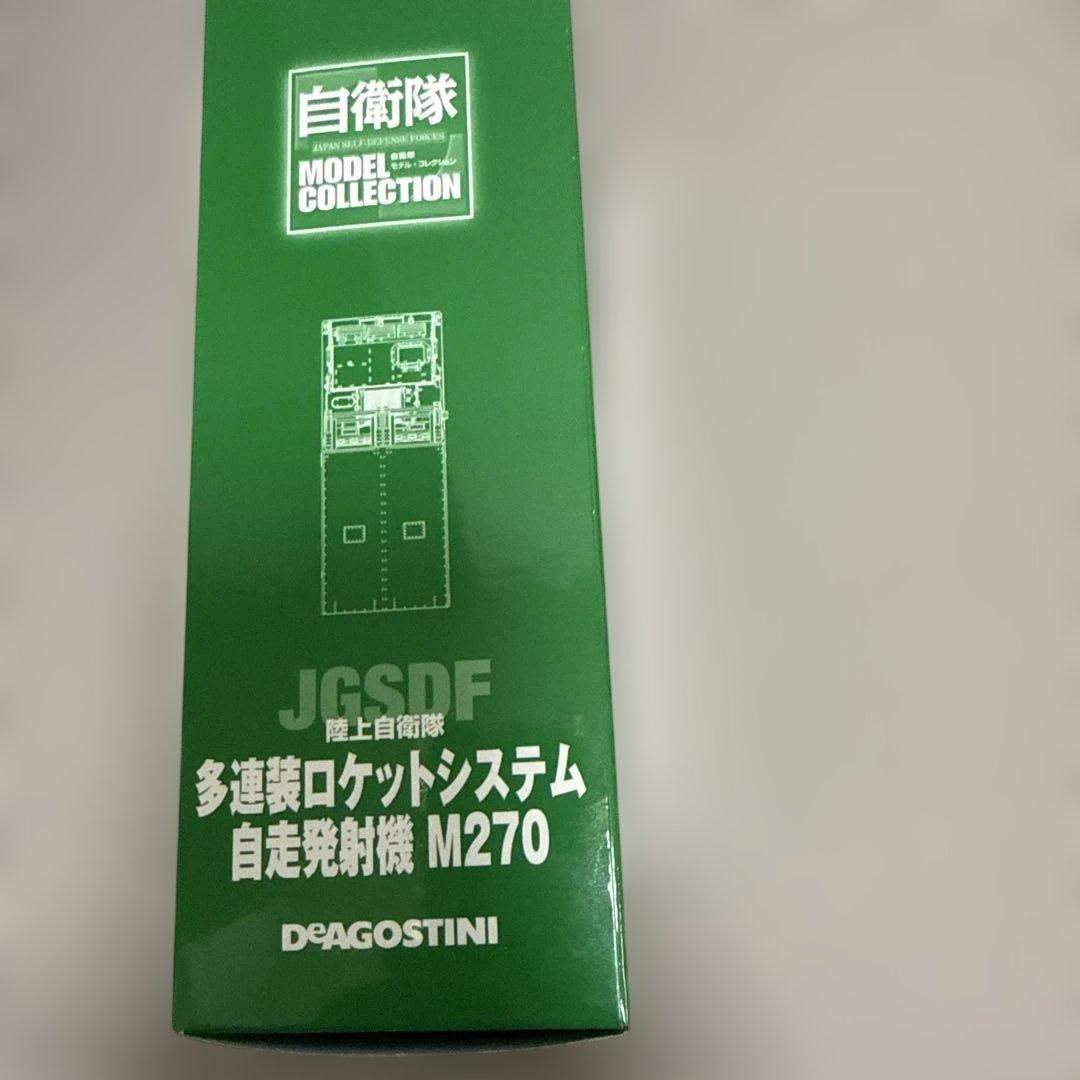 自衛隊
JAPAN SELF-DEFENSE FORCES
MODEL
自衛隊
モデル・コレクション
COLLECTION
JGSDF
陸上自衛隊
多連装ロケットシステム
自走発射機 M270
DeAGOSTINI